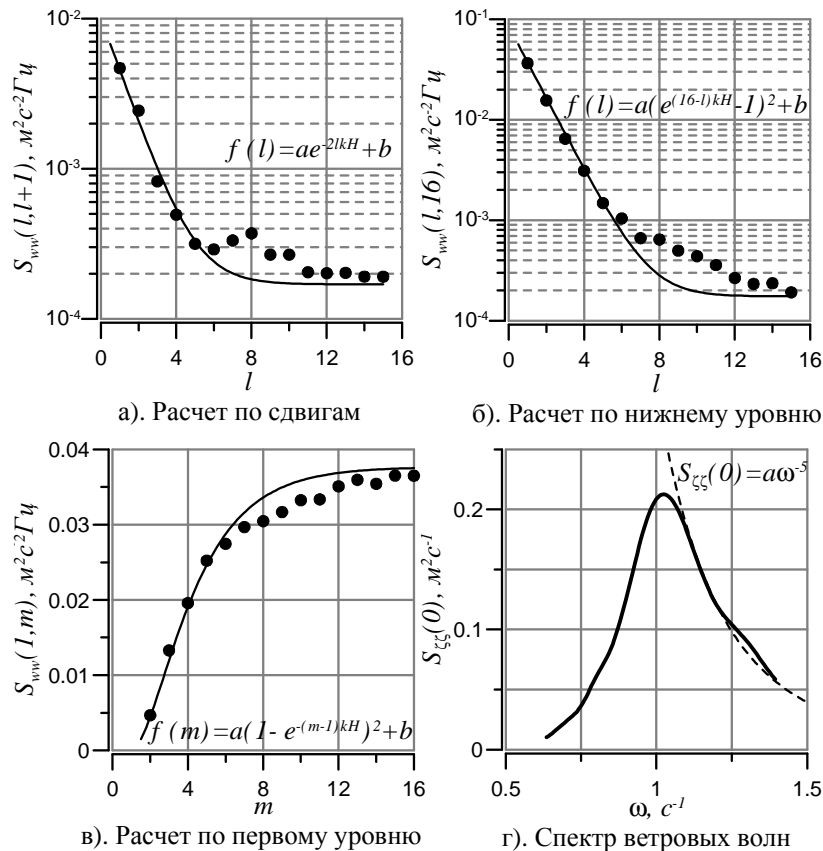 10⁻²
10⁻³
10⁻⁴
S_ww(l,l+1), м²с⁻²Гц
f(l)=ae⁻²ˡᵏᴴ+b
0 4 8 12 16
l
а). Расчет по сдвигам
10⁻¹
10⁻²
10⁻³
10⁻⁴
S_ww(l,16), м²с⁻²Гц
f(l)=a(e⁽¹⁶⁻ˡ⁾ᵏᴴ-1)²+b
0 4 8 12 16
l
б). Расчет по нижнему уровню
0.04
0.03
0.02
0.01
0
S_ww(1,m), м²с⁻²Гц
f(m)=a(1- e⁻⁽ᵐ⁻¹⁾ᵏᴴ)²+b
0 4 8 12 16
m
в). Расчет по первому уровню
0.2
0.1
0
S_ζζ(0), м²с⁻¹
S_ζζ(0)=aω⁻⁵
0.5 1 1.5
ω, с⁻¹
г). Спектр ветровых волн